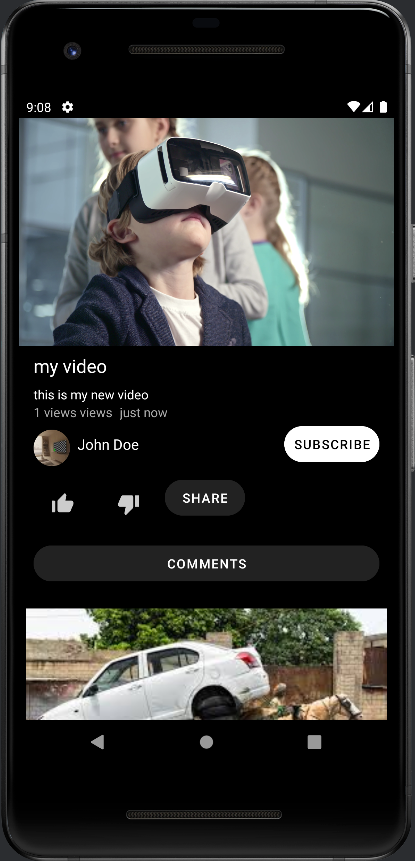 9:08
my video
this is my new video
1 views views just now
John Doe
SUBSCRIBE
SHARE
COMMENTS